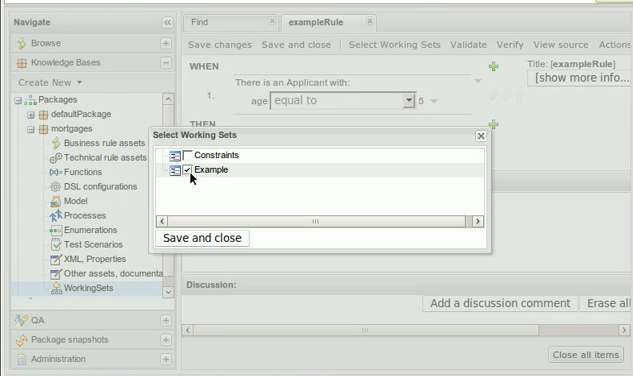 Navigate
Browse
Knowledge Bases
Create New
Packages
defaultPackage
mortgages
Business rule assets
Technical rule assets
Functions
DSL configurations
Model
Processes
Enumerations
Test Scenarios
XML, Properties
Other assets, documenta
WorkingSets
QA
Package snapshots
Administration
Find
exampleRule
Save changes Save and close Select Working Sets Validate Verify View source Actions
WHEN
There is an Applicant with:
1.
age equal to 5
THEN
Title: [exampleRule]
[show more info...
Select Working Sets
Constraints
Example
Save and close
Discussion:
Add a discussion comment Erase all
Close all items